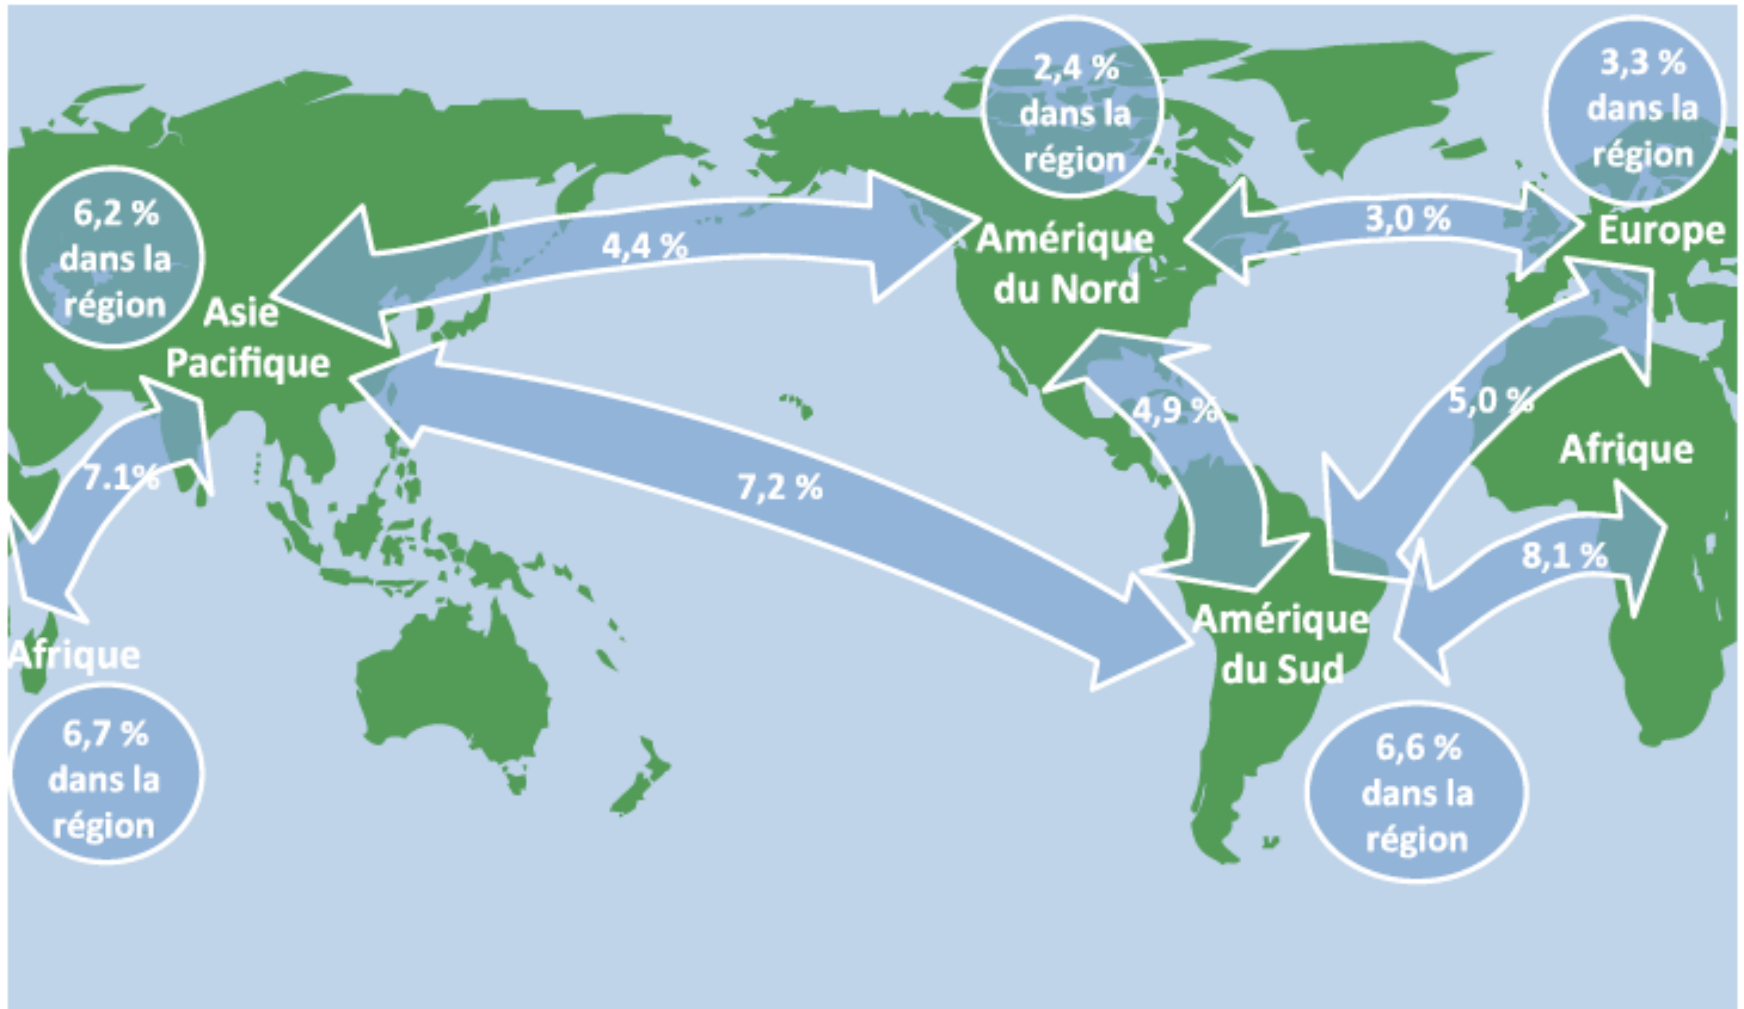 2,4 %
dans la
région
3,3 %
dans la
région
6,2 %
dans la
région
Asie
Pacifique
4,4 %
Amérique
du Nord
3,0 %
Europe
4,9 %
5,0 %
Afrique
7.1%
7,2 %
8,1 %
Amérique
du Sud
Afrique
6,7 %
dans la
région
6,6 %
dans la
région